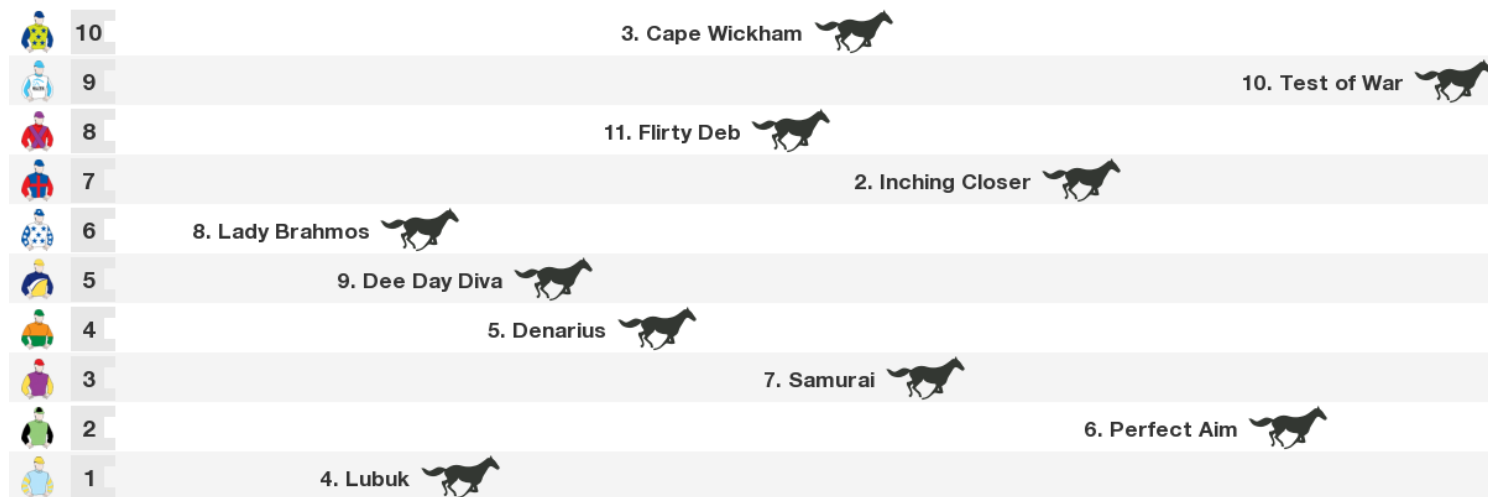 10 3. Cape Wickham
9 10. Test of War
8 11. Flirty Deb
7 2. Inching Closer
6 8. Lady Brahmos
5 9. Dee Day Diva
4 5. Denarius
3 7. Samurai
2 6. Perfect Aim
1 4. Lubuk